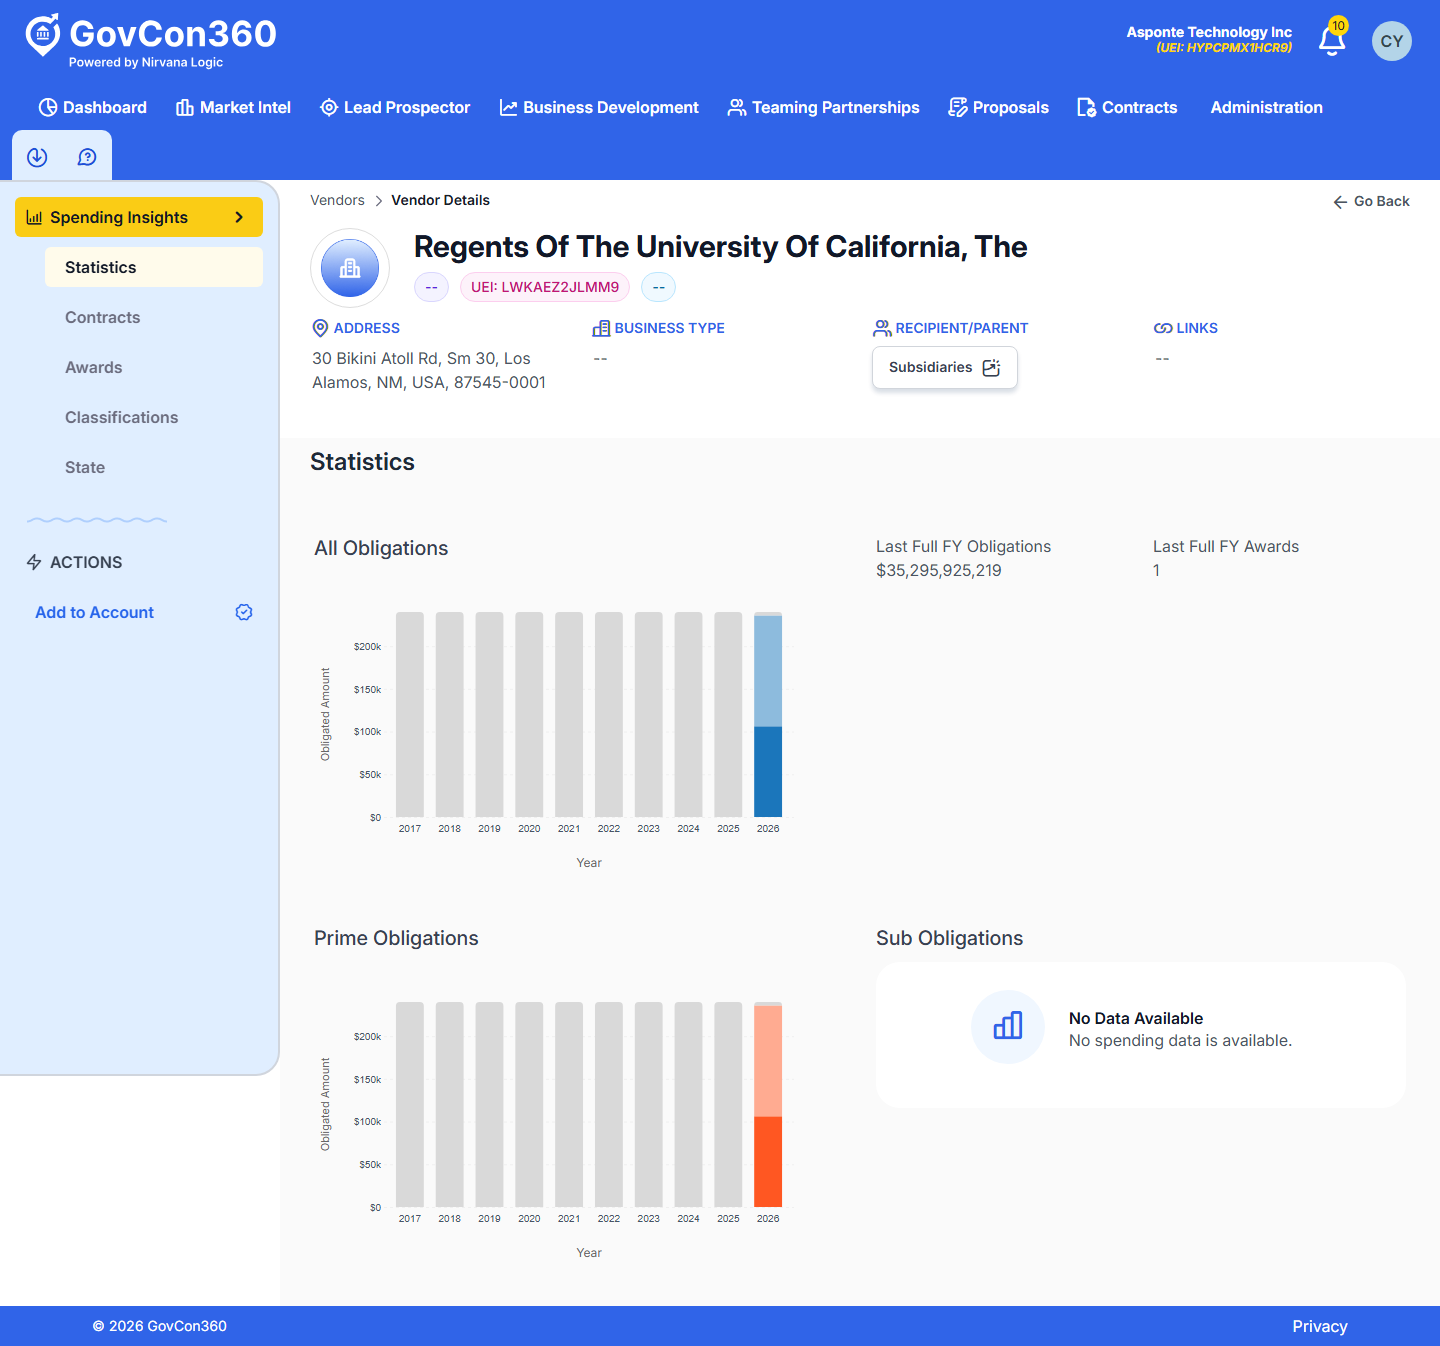 GovCon360
Powered by Nirvana Logic
Asponte Technology Inc
(UEI: HYPCPMX1HCR9)
10
CY
Dashboard
Market Intel
Lead Prospector
Business Development
Teaming Partnerships
Proposals
Contracts
Administration
Spending Insights
Statistics
Contracts
Awards
Classifications
State
ACTIONS
Add to Account
Vendors
Vendor Details
Go Back
Regents Of The University Of California, The
--
UEI: LWKAEZ2JLMM9
--
ADDRESS
30 Bikini Atoll Rd, Sm 30, Los
Alamos, NM, USA, 87545-0001
BUSINESS TYPE
--
RECIPIENT/PARENT
Subsidiaries
LINKS
--
Statistics
All Obligations
Obligated Amount
$200k
$150k
$100k
$50k
$0
2017 2018 2019 2020 2021 2022 2023 2024 2025 2026
Year
Last Full FY Obligations
$35,295,925,219
Last Full FY Awards
1
Prime Obligations
Obligated Amount
$200k
$150k
$100k
$50k
$0
2017 2018 2019 2020 2021 2022 2023 2024 2025 2026
Year
Sub Obligations
No Data Available
No spending data is available.
© 2026 GovCon360
Privacy